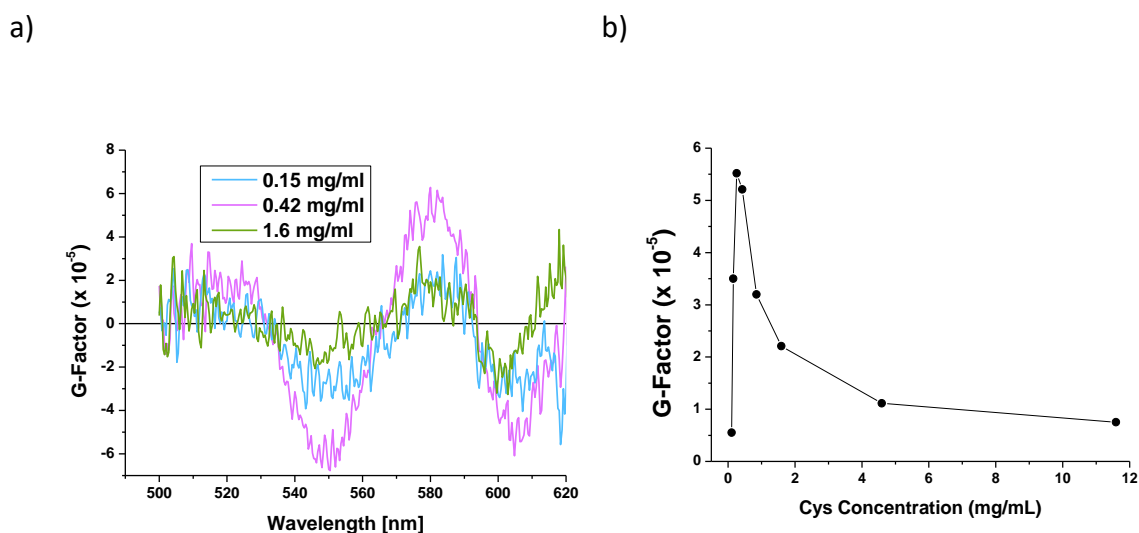 a)
b)
8
6
4
2
0
-2
-4
-6
G-Factor (x 10-5)
0.15 mg/ml
0.42 mg/ml
1.6 mg/ml
500 520 540 560 580 600 620
Wavelength [nm]
6
5
4
3
2
1
0
G-Factor (x 10-5)
0 2 4 6 8 10 12
Cys Concentration (mg/mL)